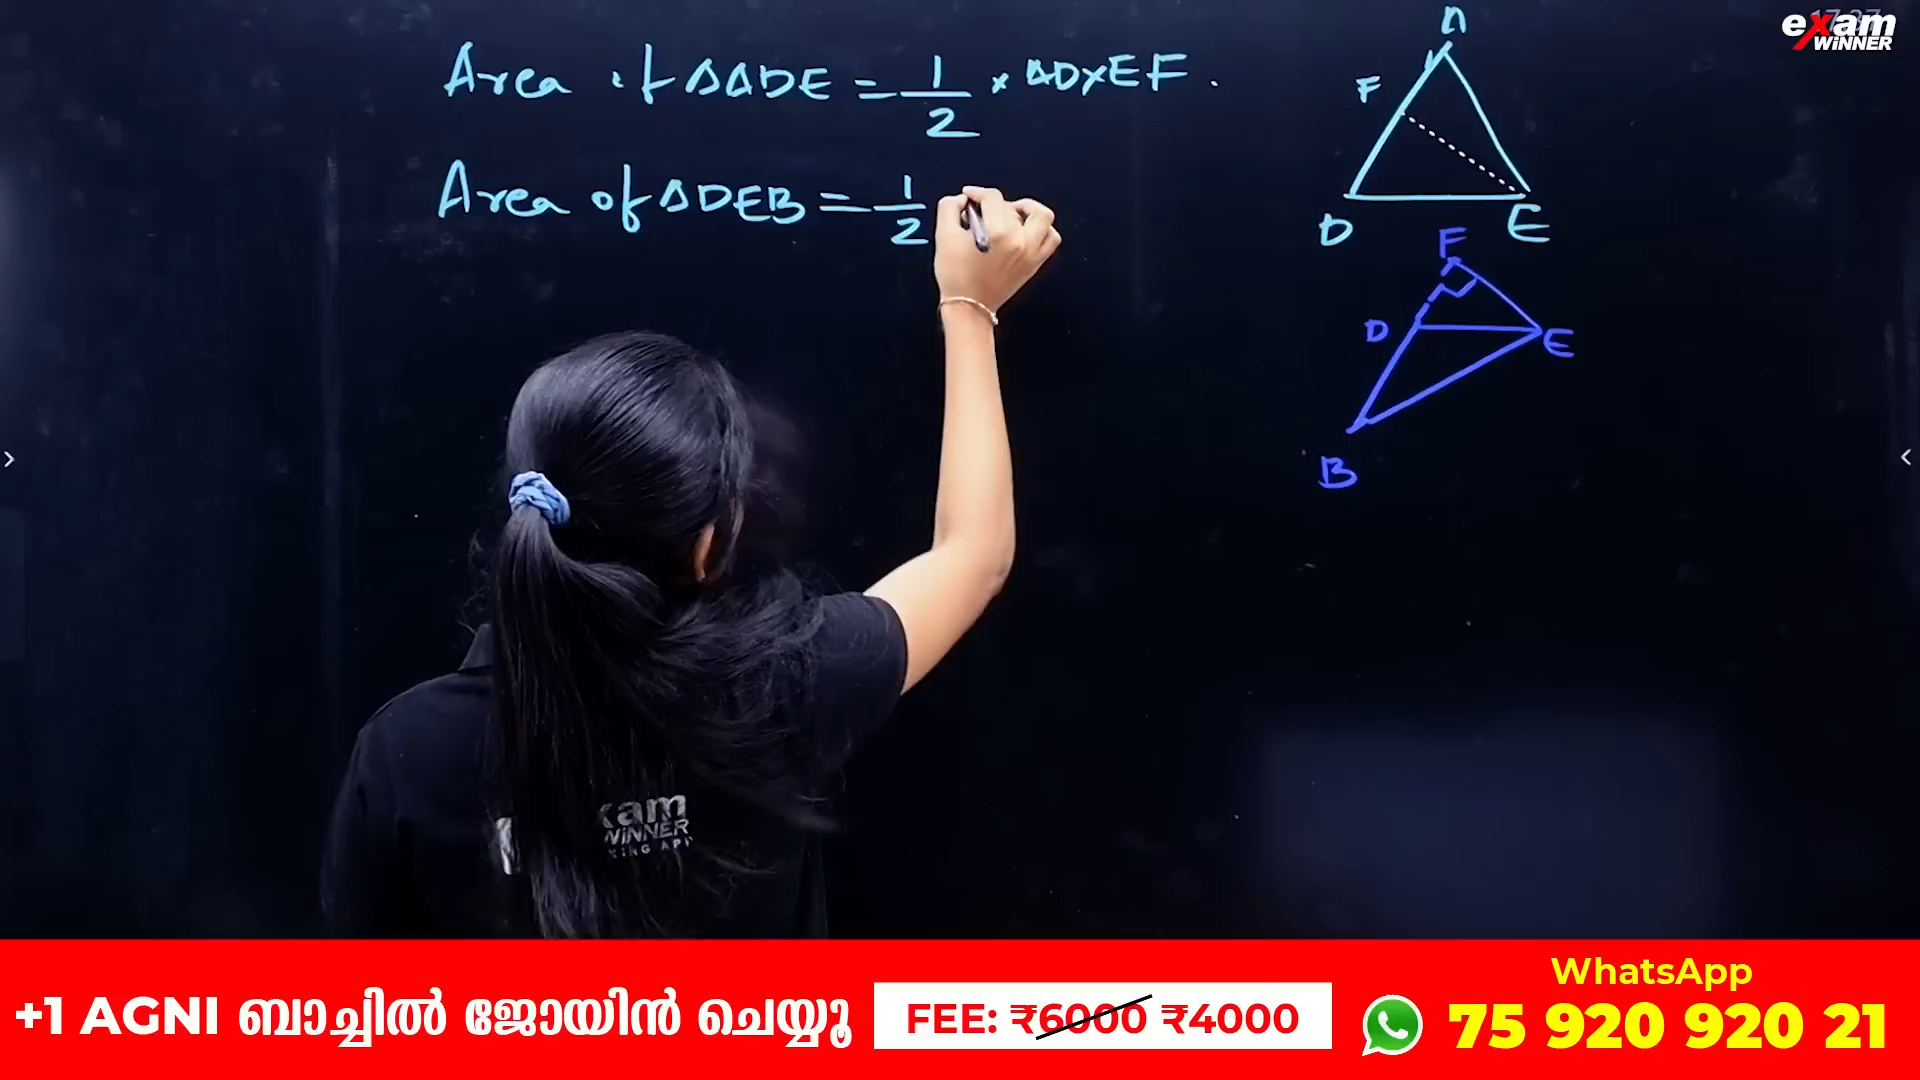 Area of ΔADE = 1/2 × AD×EF.
Area of ΔDEB = 1/2
A
F
D
E
F
D
E
B
exam
WiNNER
xam
WiNNER
+1 AGNI ബാച്ചിൽ ജോയിൻ ചെയ്യൂ
FEE: ₹6000 ₹4000
WhatsApp
75 920 920 21